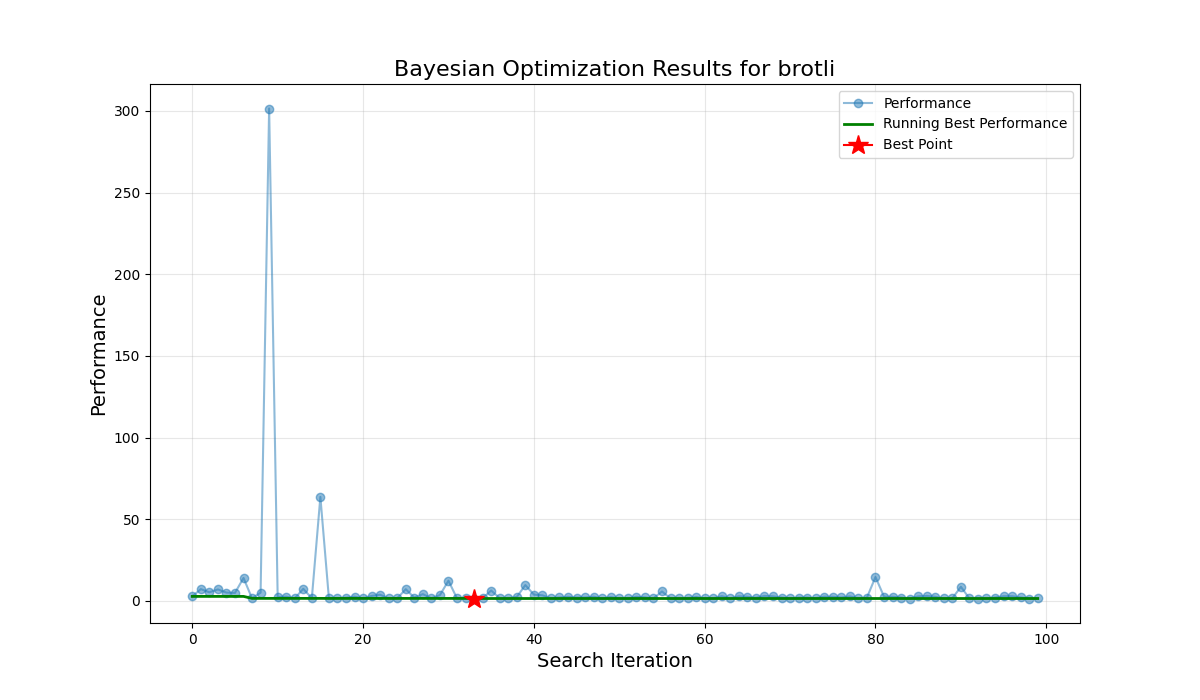 Bayesian Optimization Results for brotli
Performance
Running Best Performance
Best Point
300
250
200
150
100
50
0
Performance
0
20
40
60
80
100
Search Iteration